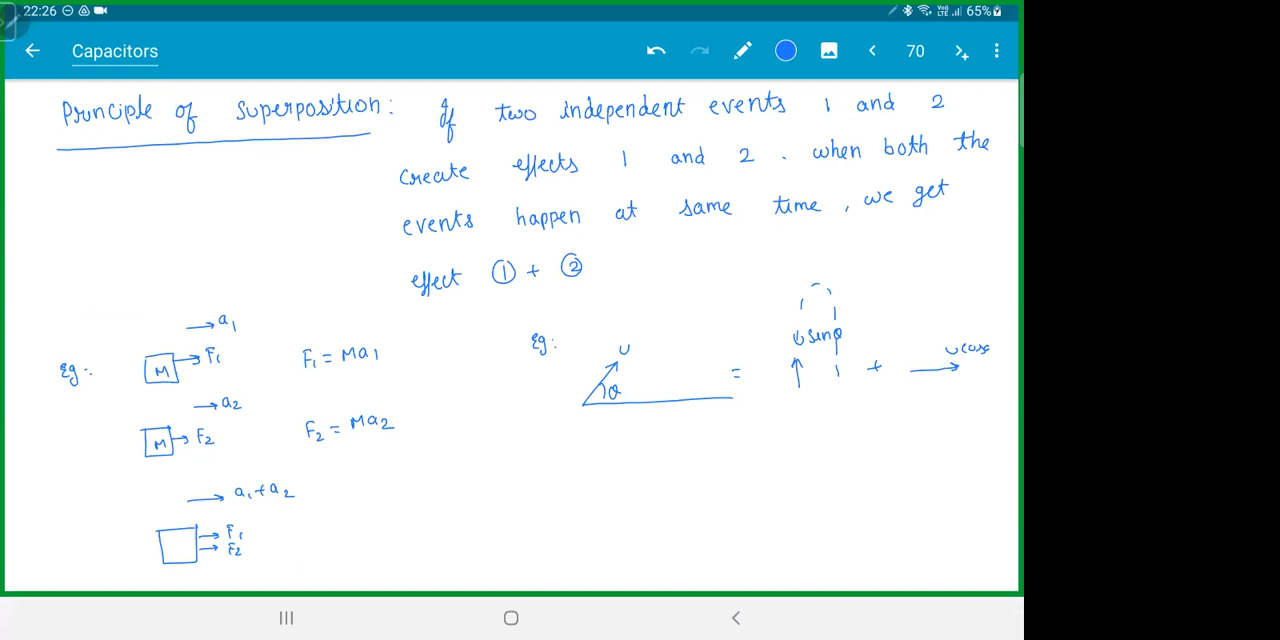 22:26
65%
Capacitors
70
Principle of Superposition: If two independent events 1 and 2
create effects 1 and 2. when both the
events happen at same time, we get
effect ① + ②
Eg:
a1
M F1
F1 = Ma1
a2
M F2
F2 = Ma2
a1+a2
F1
F2
Eg:
u
θ
=
usinθ
+
ucosθ